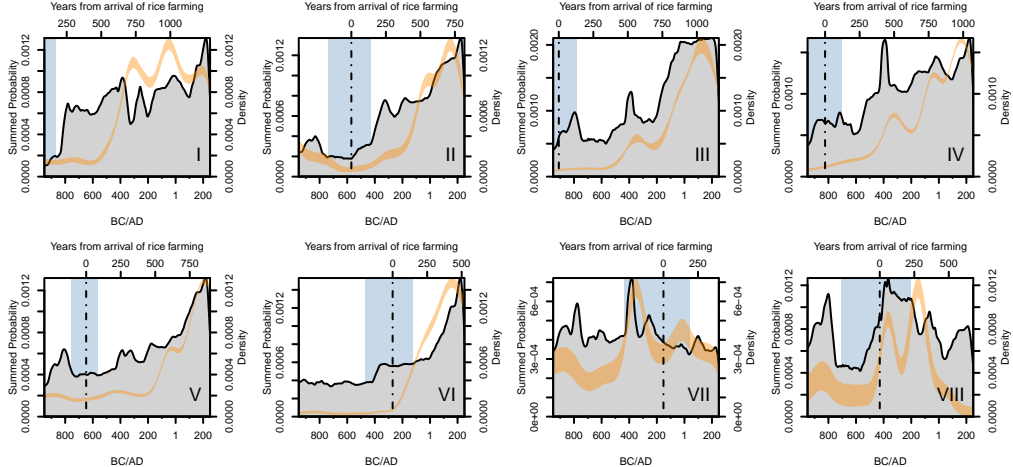 Years from arrival of rice farming
250 500 750 1000
Summed Probability
0.0000 0.0004 0.0008 0.0012
I
0.0000 0.0004 0.0008 0.0012
Density
800 600 400 200 1 200
BC/AD
Years from arrival of rice farming
0 250 500 750
Summed Probability
0.0000 0.0006 0.0012
II
0.0000 0.0006 0.0012
Density
800 600 400 200 1 200
BC/AD
Years from arrival of rice farming
0 250 500 750 1000
Summed Probability
0.0000 0.0010 0.0020
III
0.0000 0.0010 0.0020
Density
800 600 400 200 1 200
BC/AD
Years from arrival of rice farming
0 250 500 750 1000
Summed Probability
0.0000 0.0010
IV
0.0000 0.0010
Density
800 600 400 200 1 200
BC/AD
Years from arrival of rice farming
0 250 500 750
Summed Probability
0.0000 0.0004 0.0008 0.0012
V
0.0000 0.0004 0.0008 0.0012
Density
800 600 400 200 1 200
BC/AD
Years from arrival of rice farming
0 150 300 500
Summed Probability
0.0000 0.0006 0.0012
VI
0.0000 0.0006 0.0012
Density
800 600 400 200 1 200
BC/AD
Years from arrival of rice farming
0 250
Summed Probability
0e+00 3e-04 6e-04
VII
0e+00 3e-04 6e-04
Density
800 600 400 200 1 200
BC/AD
Years from arrival of rice farming
0 250 600
Summed Probability
0.0000 0.0004 0.0008 0.0012
VIII
0.0000 0.0004 0.0008 0.0012
Density
800 600 400 200 1 200
BC/AD